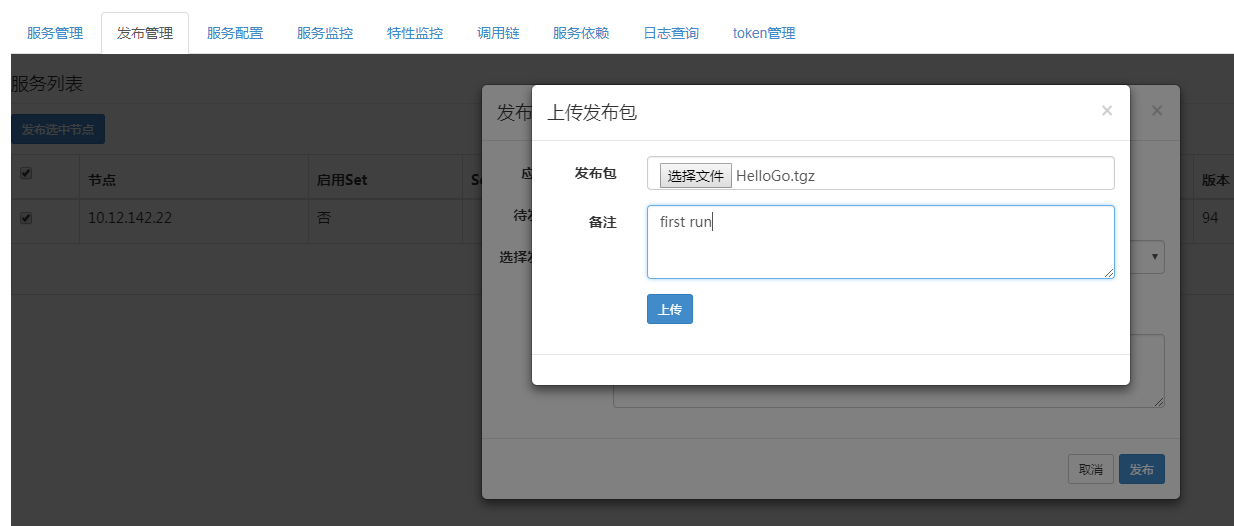 服务管理 发布管理 服务配置 服务监控 特性监控 调用链 服务依赖 日志查询 token管理
服务列表
发布选中节点
节点 启用Set 版本
10.12.142.22 否 94
发布
上传发布包
× ×
发布包 选择文件 HelloGo.tgz
备注 first run
上传
选择
取消 发布